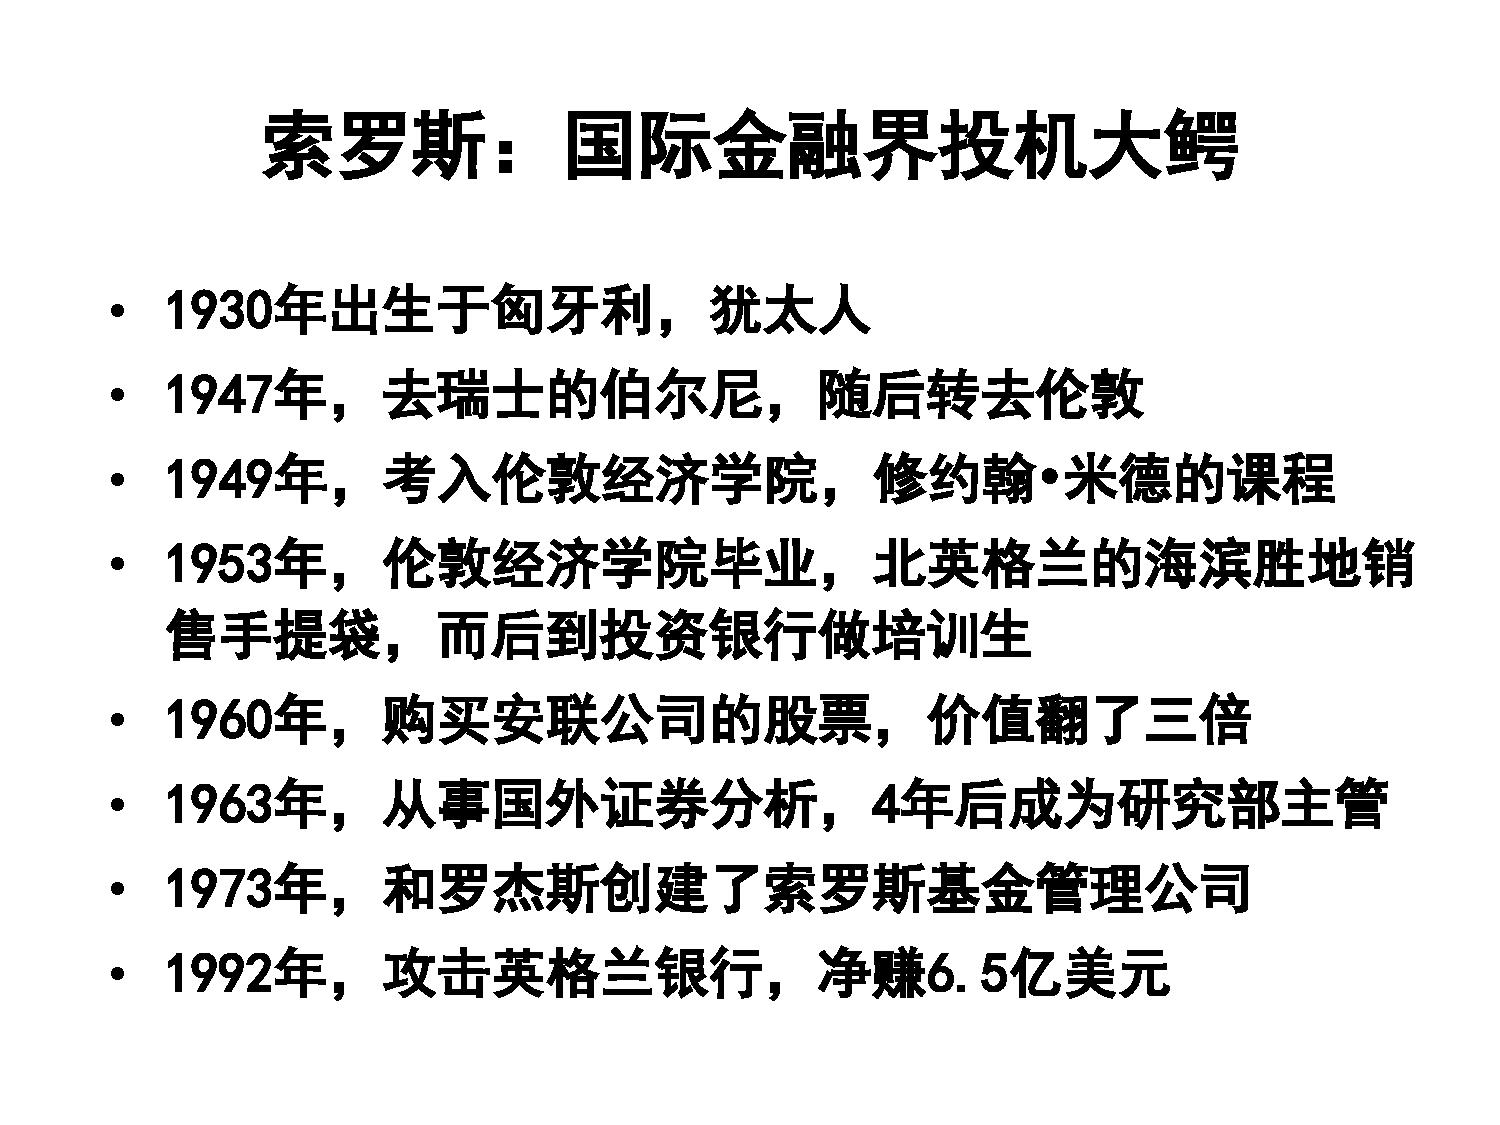 索罗斯：国际金融界投机大鳄
• 1930年出生于匈牙利，犹太人
• 1947年，去瑞士的伯尔尼，随后转去伦敦
• 1949年，考入伦敦经济学院，修约翰•米德的课程
• 1953年，伦敦经济学院毕业，北英格兰的海滨胜地销
售手提袋，而后到投资银行做培训生
• 1960年，购买安联公司的股票，价值翻了三倍
• 1963年，从事国外证券分析，4年后成为研究部主管
• 1973年，和罗杰斯创建了索罗斯基金管理公司
• 1992年，攻击英格兰银行，净赚6.5亿美元